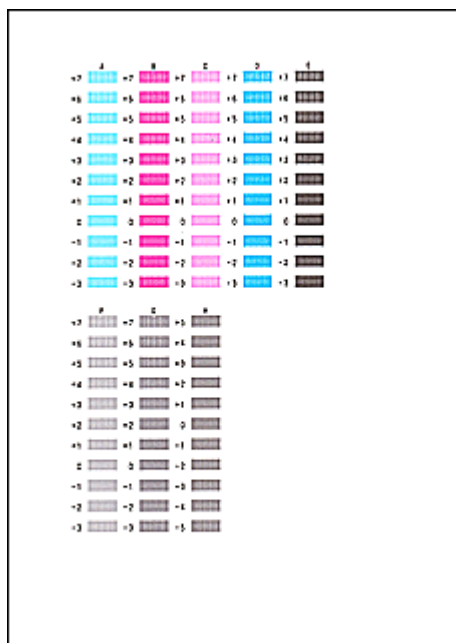 A B C D E
+7 +7 +7 +7 +7
+6 +6 +6 +6 +6
+5 +5 +5 +5 +5
+4 +4 +4 +4 +4
+3 +3 +3 +3 +3
+2 +2 +2 +2 +2
+1 +1 +1 +1 +1
0 0 0 0 0
-1 -1 -1 -1 -1
-2 -2 -2 -2 -2
-3 -3 -3 -3 -3
F G H
+7 +7 +5
+6 +6 +4
+5 +5 +3
+4 +4 +2
+3 +3 +1
+2 +2 0
+1 +1 -1
0 0 -2
-1 -1 -3
-2 -2 -4
-3 -3 -5